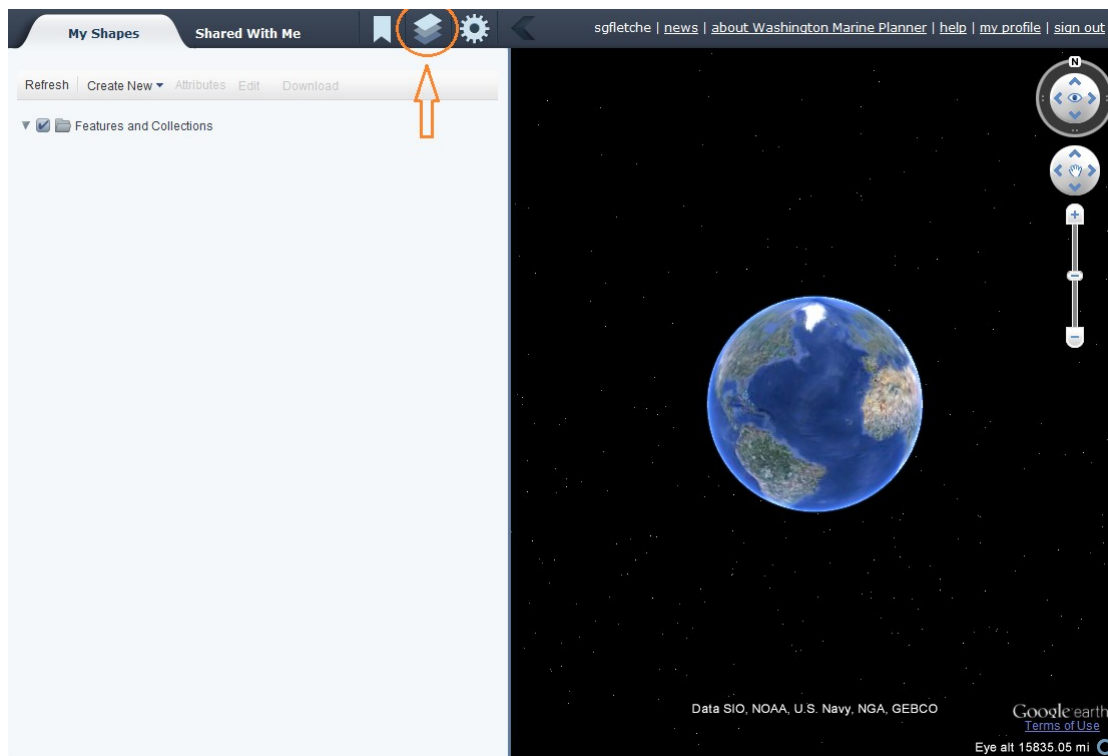 My Shapes Shared With Me
sgfletche | news | about Washington Marine Planner | help | my profile | sign out
Refresh Create New Attributes Edit Download
Features and Collections
N
Data SIO, NOAA, U.S. Navy, NGA, GEBCO
Google earth
Terms of Use
Eye alt 15835.05 mi